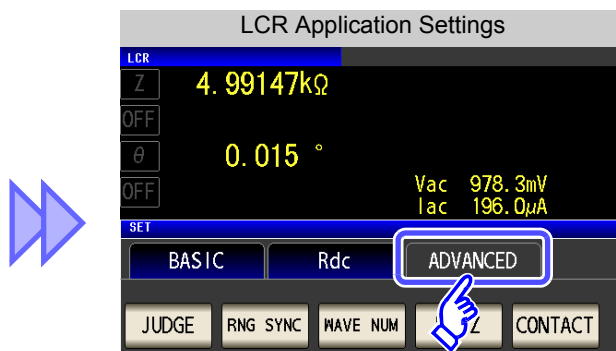 LCR Application Settings
LCR
Z 4.99147kΩ
OFF
θ 0.015 °
OFF
Vac 978.3mV
Iac 196.0µA
SET
BASIC Rdc ADVANCED
JUDGE RNG SYNC WAVE NUM CONTACT